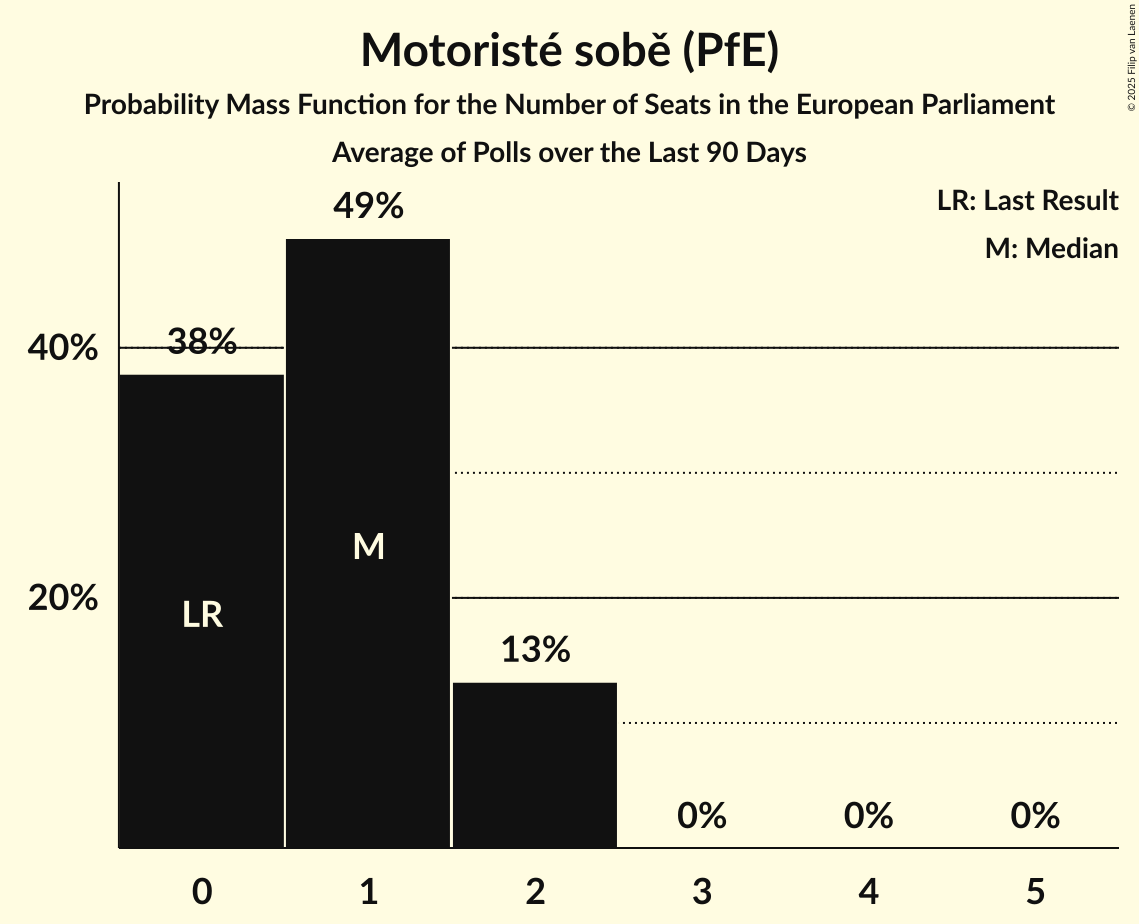 Motoristé sobě (PfE)
Probability Mass Function for the Number of Seats in the European Parliament
Average of Polls over the Last 90 Days
© 2025 Filip van Laenen
LR: Last Result
M: Median
49%
38%
40%
M
20%
LR
13%
0% 0% 0%
0 1 2 3 4 5